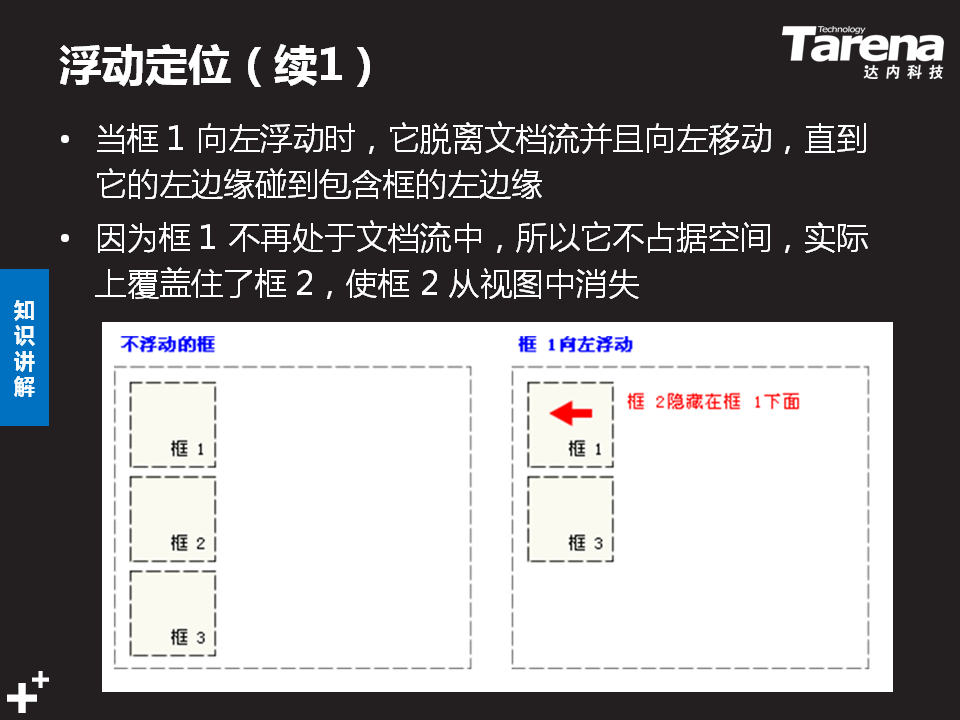 浮动定位（续1）
Technology
Tarena
达内科技
• 当框 1 向左浮动时，它脱离文档流并且向左移动，直到
它的左边缘碰到包含框的左边缘
• 因为框 1 不再处于文档流中，所以它不占据空间，实际
上覆盖住了框 2，使框 2 从视图中消失
知识讲解
不浮动的框
框 1
框 2
框 3
框 1向左浮动
框 2隐藏在框 1下面
框 1
框 3